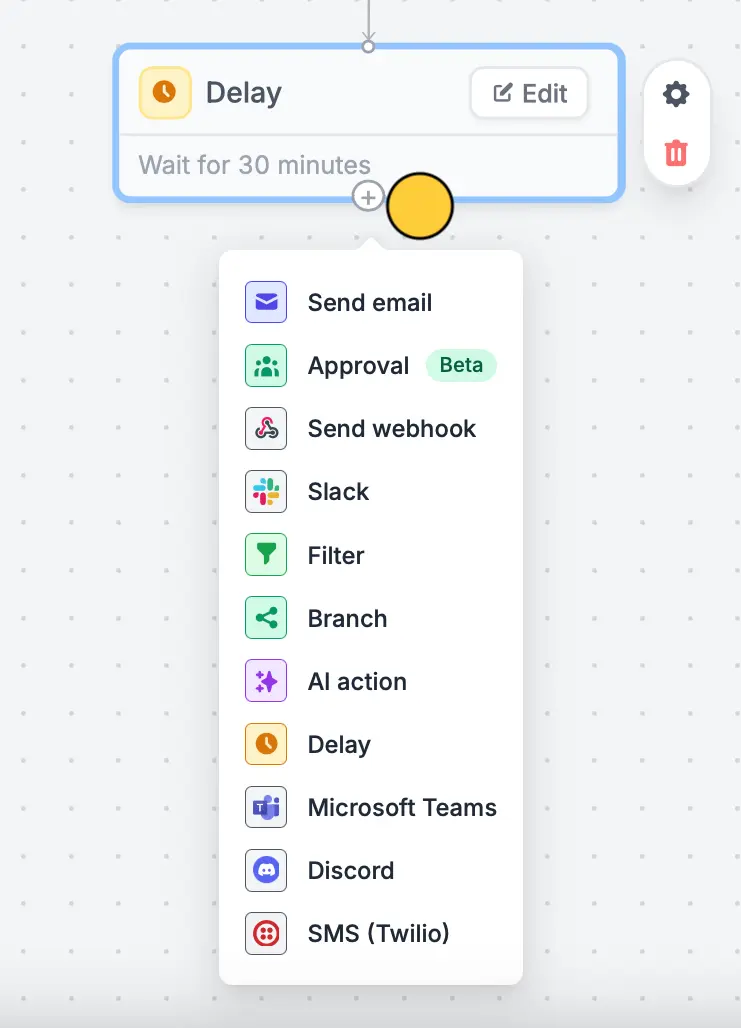 Delay
Edit
Wait for 30 minutes
Send email
Approval Beta
Send webhook
Slack
Filter
Branch
AI action
Delay
Microsoft Teams
Discord
SMS (Twilio)